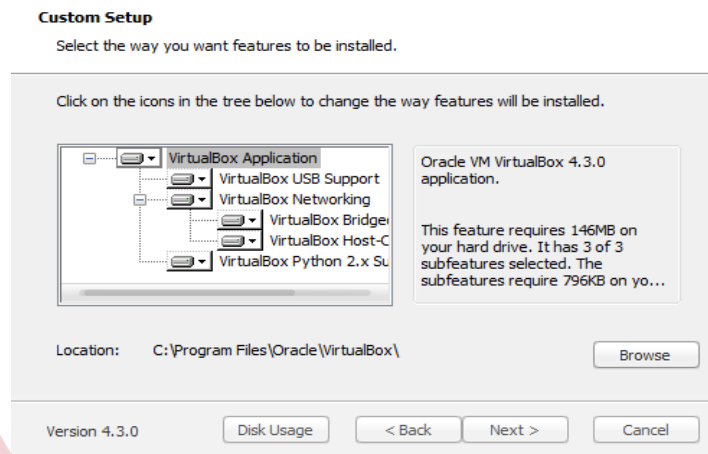 Custom Setup
Select the way you want features to be installed.
Click on the icons in the tree below to change the way features will be installed.
VirtualBox Application
VirtualBox USB Support
VirtualBox Networking
VirtualBox Bridge
VirtualBox Host-C
VirtualBox Python 2.x Su
Oracle VM VirtualBox 4.3.0
application.
This feature requires 146MB on
your hard drive. It has 3 of 3
subfeatures selected. The
subfeatures require 796KB on yo...
Location: C:\Program Files\Oracle\VirtualBox\
Browse
Version 4.3.0
Disk Usage
< Back
Next >
Cancel